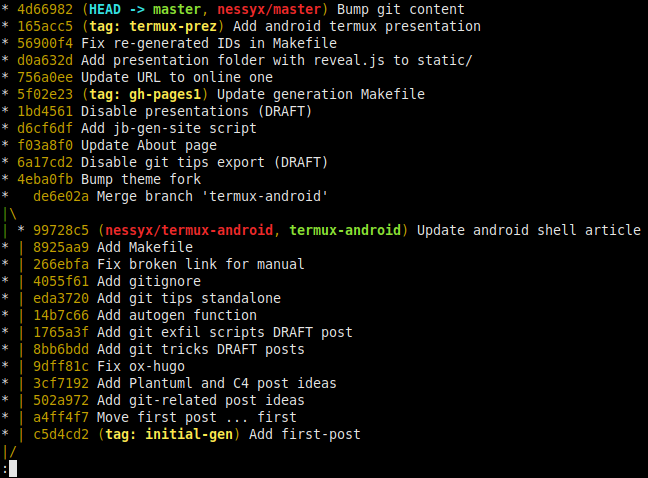 * 4d66982 (HEAD -> master, nessyx/master) Bump git content
* 165acc5 (tag: termux-prez) Add android termux presentation
* 56900f4 Fix re-generated IDs in Makefile
* d0a632d Add presentation folder with reveal.js to static/
* 756a0ee Update URL to online one
* 5f02e23 (tag: gh-pages1) Update generation Makefile
* 1bd4561 Disable presentations (DRAFT)
* d6cf6df Add jb-gen-site script
* f03a8f0 Update About page
* 6a17cd2 Disable git tips export (DRAFT)
* 4eba0fb Bump theme fork
*   de6e02a Merge branch 'termux-android'
|\
| * 99728c5 (nessyx/termux-android, termux-android) Update android shell article
* | 8925aa9 Add Makefile
* | 266ebfa Fix broken link for manual
* | 4055f61 Add gitignore
* | eda3720 Add git tips standalone
* | 14b7c66 Add autogen function
* | 1765a3f Add git exfil scripts DRAFT post
* | 8bb6bdd Add git tricks DRAFT posts
* | 9dff81c Fix ox-hugo
* | 3cf7192 Add Plantuml and C4 post ideas
* | 502a972 Add git-related post ideas
* | a4ff4f7 Move first post ... first
* | c5d4cd2 (tag: initial-gen) Add first-post
|/
: